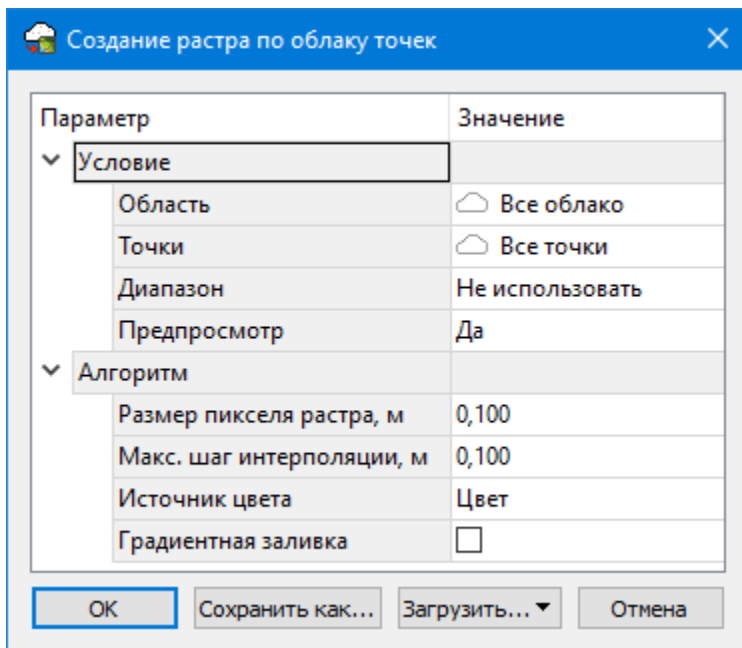 Создание растра по облаку точек
Параметр Значение
Условие
Область Все облако
Точки Все точки
Диапазон Не использовать
Предпросмотр Да
Алгоритм
Размер пикселя растра, м 0,100
Макс. шаг интерполяции, м 0,100
Источник цвета Цвет
Градиентная заливка
ОК Сохранить как... Загрузить... Отмена